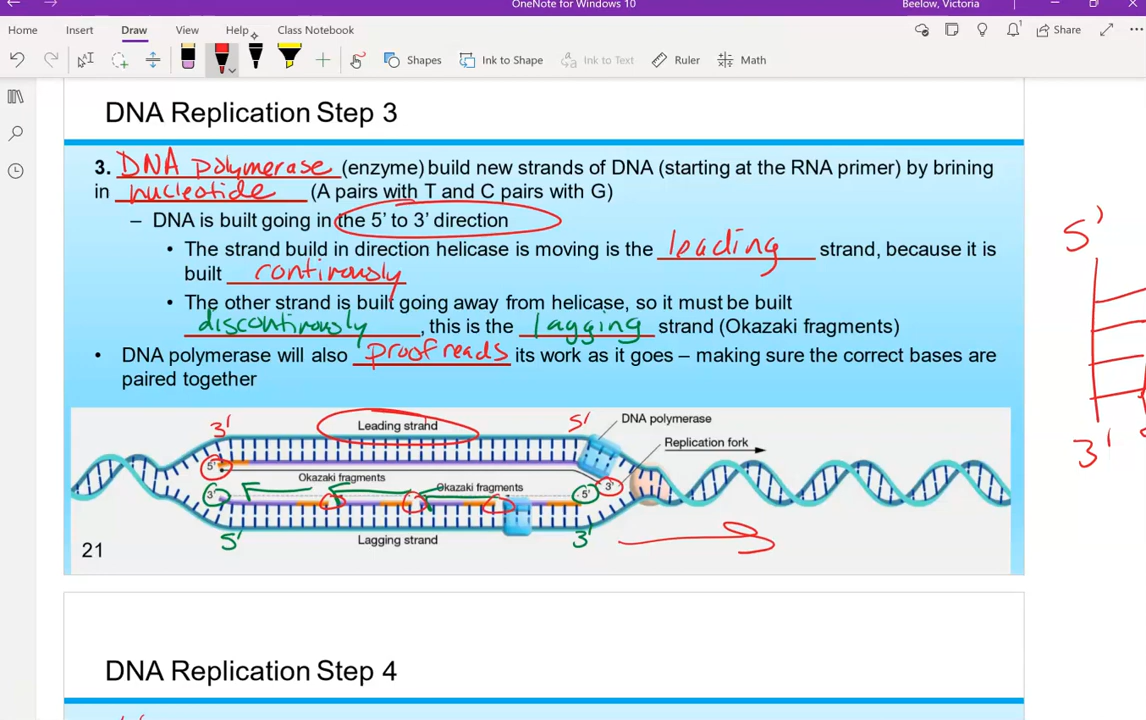 OneNote for Windows 10
Beelow, Victoria
Home Insert Draw View Help Class Notebook Share
Shapes Ink to Shape Ink to Text Ruler Math
DNA Replication Step 3
3. DNA polymerase (enzyme) build new strands of DNA (starting at the RNA primer) by brining
in nucleotide (A pairs with T and C pairs with G)
– DNA is built going in the 5’ to 3’ direction
• The strand build in direction helicase is moving is the leading strand, because it is
built contirously
• The other strand is built going away from helicase, so it must be built
discontirously, this is the lagging strand (Okazaki fragments)
• DNA polymerase will also proofreads its work as it goes – making sure the correct bases are
paired together
3' Leading strand 5' DNA polymerase
Replication fork
5'
Okazaki fragments
3' Okazaki fragments 5' 3'
5' Lagging strand 3'
21
5'
3'
DNA Replication Step 4